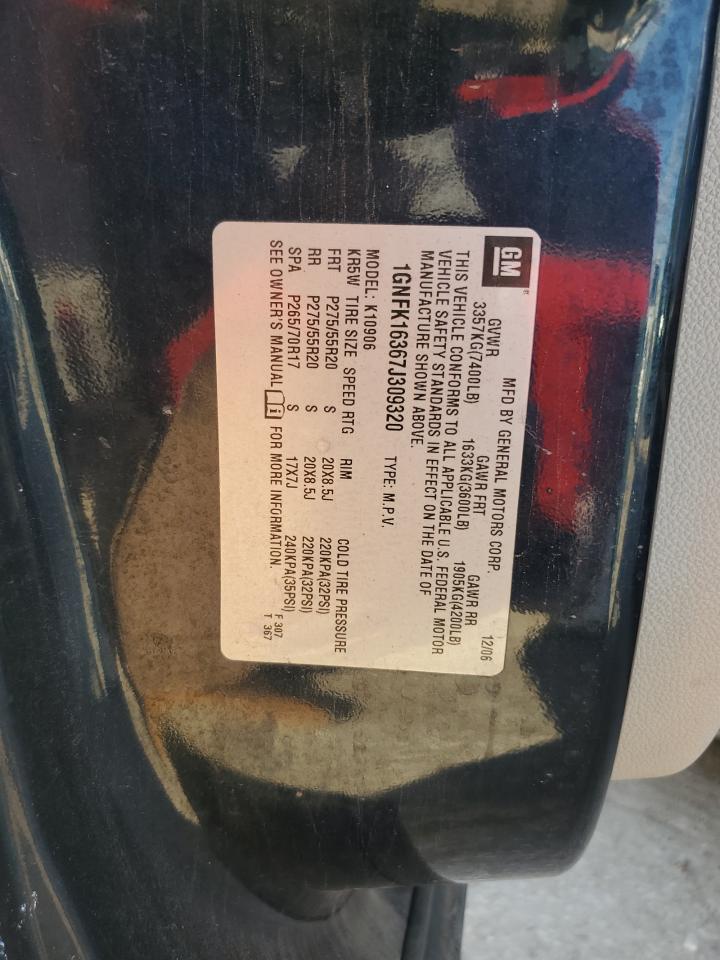 GM®
MFD BY GENERAL MOTORS CORP. 12/06
GVWR GAWR FRT GAWR RR
3357KG(7400LB) 1633KG(3600LB) 1905KG(4200LB)
THIS VEHICLE CONFORMS TO ALL APPLICABLE U.S. FEDERAL MOTOR
VEHICLE SAFETY STANDARDS IN EFFECT ON THE DATE OF
MANUFACTURE SHOWN ABOVE.
1GNFK16367J309320 TYPE: M.P.V.
MODEL: K10906
KR5W TIRE SIZE SPEED RTG RIM COLD TIRE PRESSURE
FRT P275/55R20 S 20X8.5J 220KPA(32PSI)
RR P275/55R20 S 20X8.5J 220KPA(32PSI)
SPA P265/70R17 S 17X7J 240KPA(35PSI)
SEE OWNER'S MANUAL i FOR MORE INFORMATION.
F 307
T 367